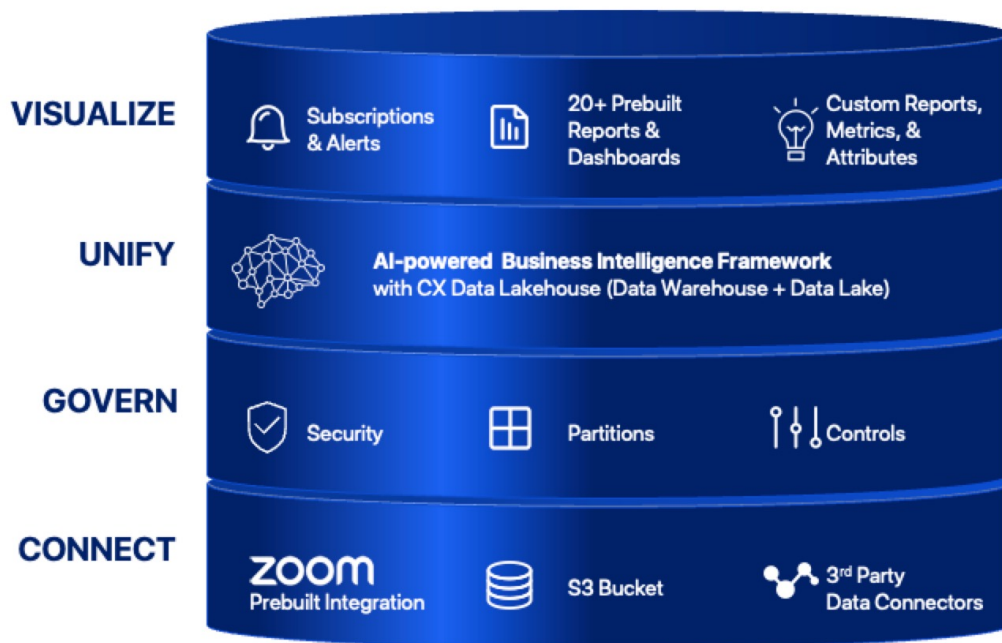 VISUALIZE
Subscriptions
& Alerts
20+ Prebuilt
Reports &
Dashboards
Custom Reports,
Metrics, &
Attributes
UNIFY
AI-powered Business Intelligence Framework
with CX Data Lakehouse (Data Warehouse + Data Lake)
GOVERN
Security
Partitions
Controls
CONNECT
zoom
Prebuilt Integration
S3 Bucket
3rd Party
Data Connectors